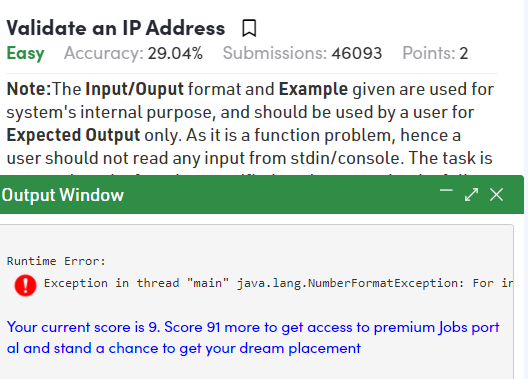 Validate an IP Address
Easy Accuracy: 29.04% Submissions: 46093 Points: 2
Note:The Input/Ouput format and Example given are used for
system's internal purpose, and should be used by a user for
Expected Output only. As it is a function problem, hence a
user should not read any input from stdin/console. The task is
Output Window
Runtime Error:
Exception in thread "main" java.lang.NumberFormatException: For in
Your current score is 9. Score 91 more to get access to premium Jobs port
al and stand a chance to get your dream placement